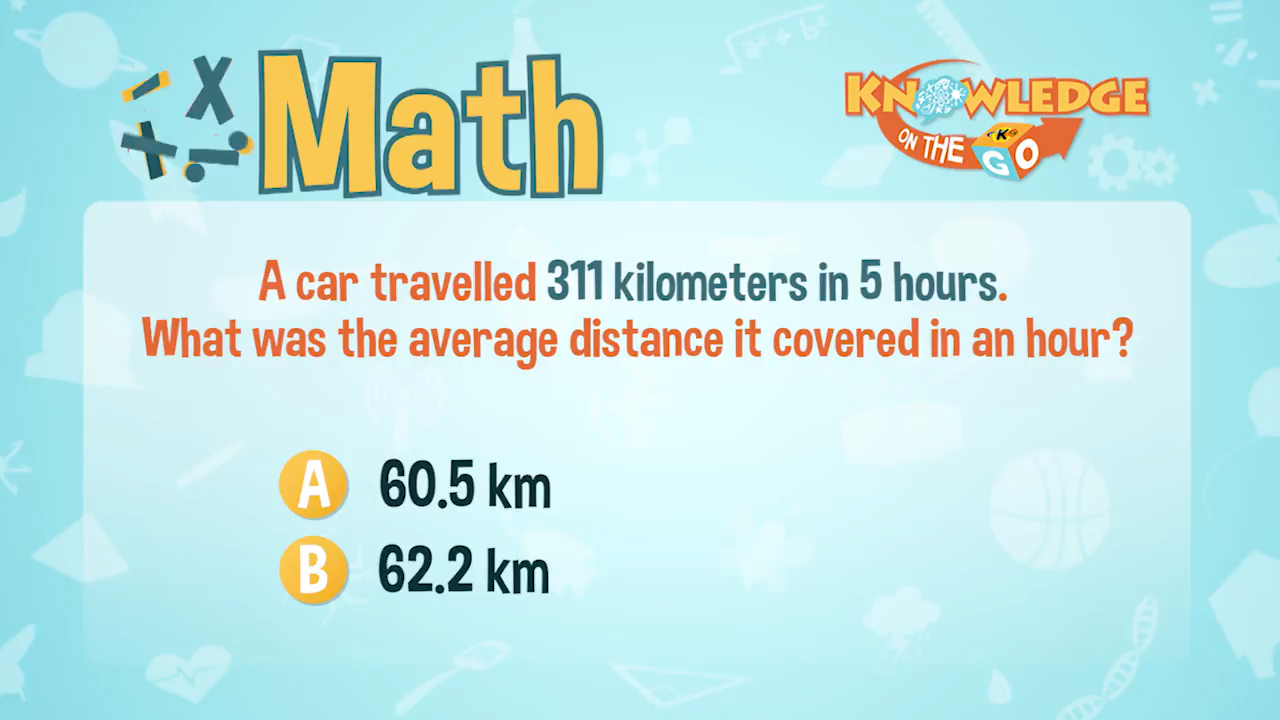 Math
KNOWLEDGE
ON THE GO
A car travelled 311 kilometers in 5 hours.
What was the average distance it covered in an hour?
A 60.5 km
B 62.2 km